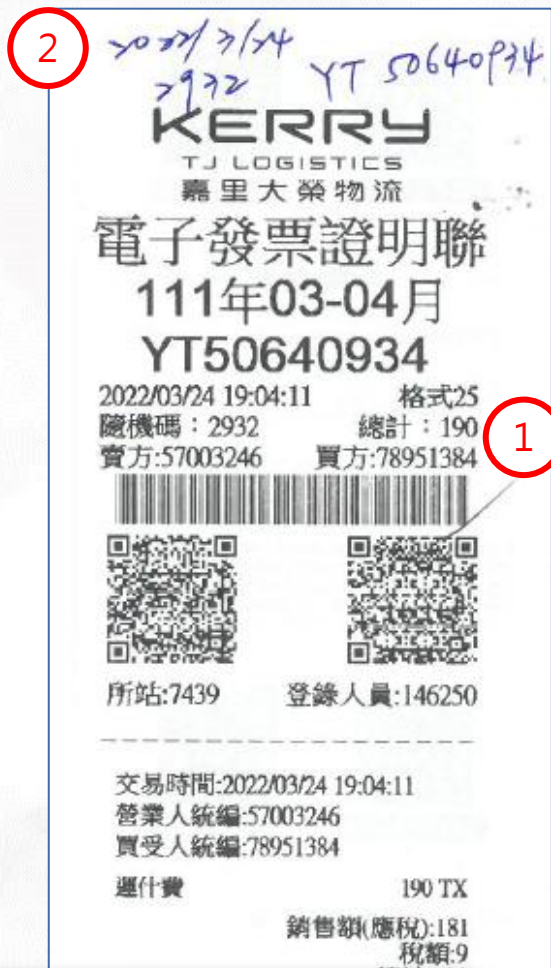 2
2022/3/24
2932 YT 50640934
KERRY
TJ LOGISTICS
嘉里大榮物流
電子發票證明聯
111年03-04月
YT50640934
2022/03/24 19:04:11 格式25
隨機碼：2932 總計：190
賣方:57003246 買方:78951384
1
所站:7439 登錄人員:146250
交易時間:2022/03/24 19:04:11
營業人統編:57003246
買受人統編:78951384
運什費 190 TX
銷售額(應稅):181
稅額:9